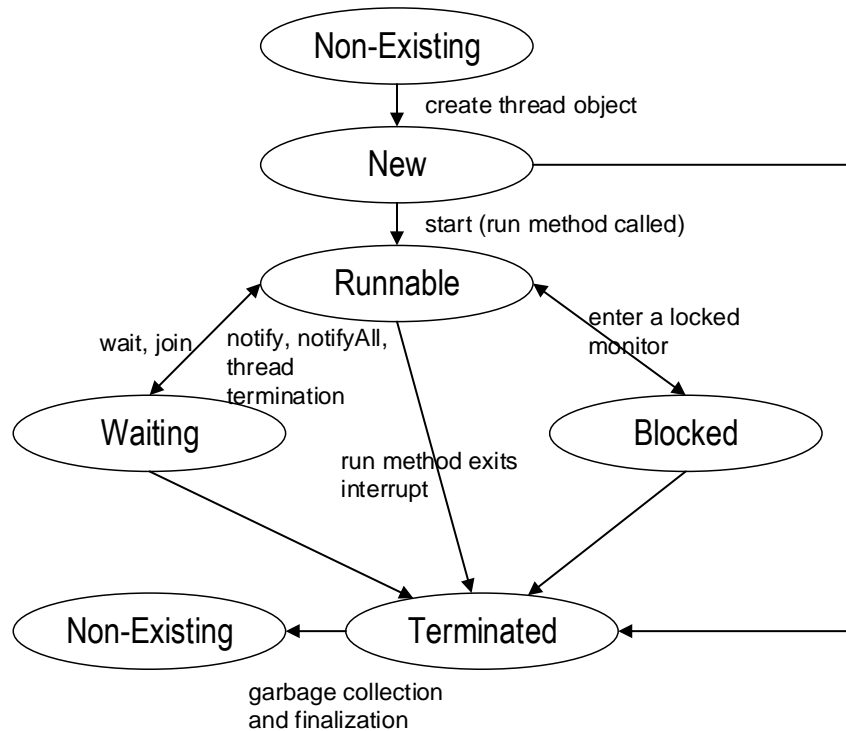 Non-Existing
create thread object
New
start (run method called)
Runnable
enter a locked
monitor
wait, join
notify, notifyAll,
thread
termination
Waiting
Blocked
run method exits
interrupt
Non-Existing
Terminated
garbage collection
and finalization